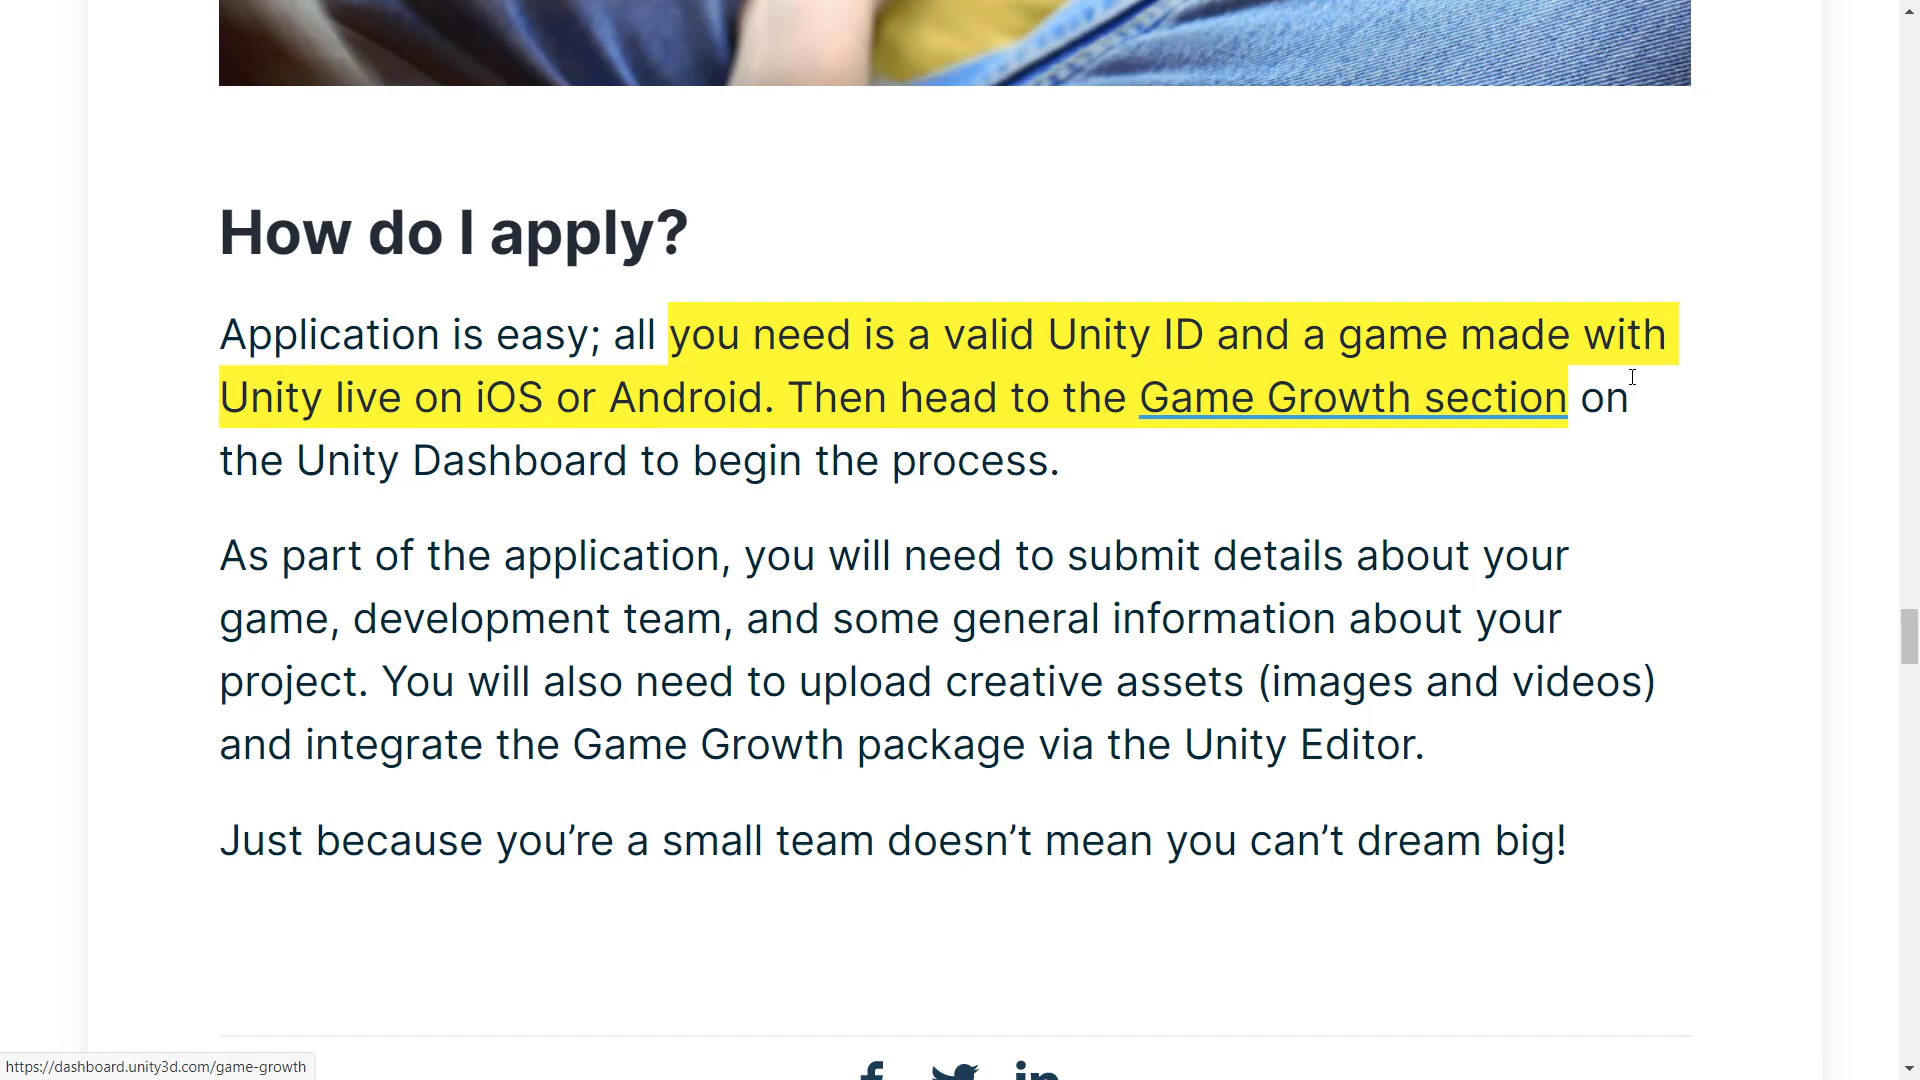 How do I apply?
Application is easy; all you need is a valid Unity ID and a game made with
Unity live on iOS or Android. Then head to the Game Growth section on
the Unity Dashboard to begin the process.
As part of the application, you will need to submit details about your
game, development team, and some general information about your
project. You will also need to upload creative assets (images and videos)
and integrate the Game Growth package via the Unity Editor.
Just because you’re a small team doesn’t mean you can’t dream big!
https://dashboard.unity3d.com/game-growth